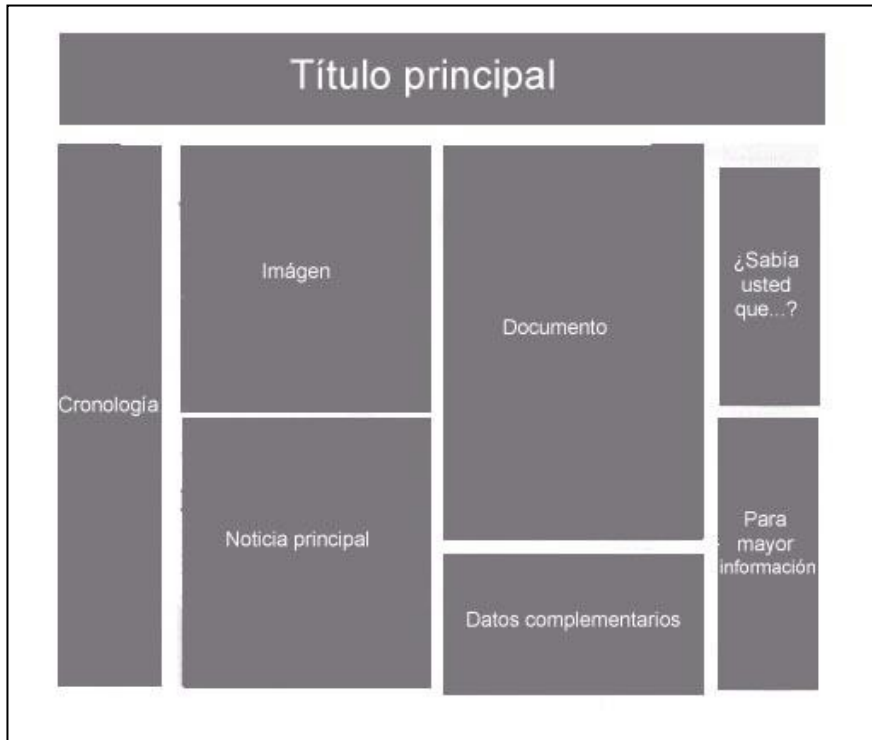 Título principal
Cronología
Imágen
Noticia principal
Documento
Datos complementarios
¿Sabía
usted
que...?
Para
mayor
información